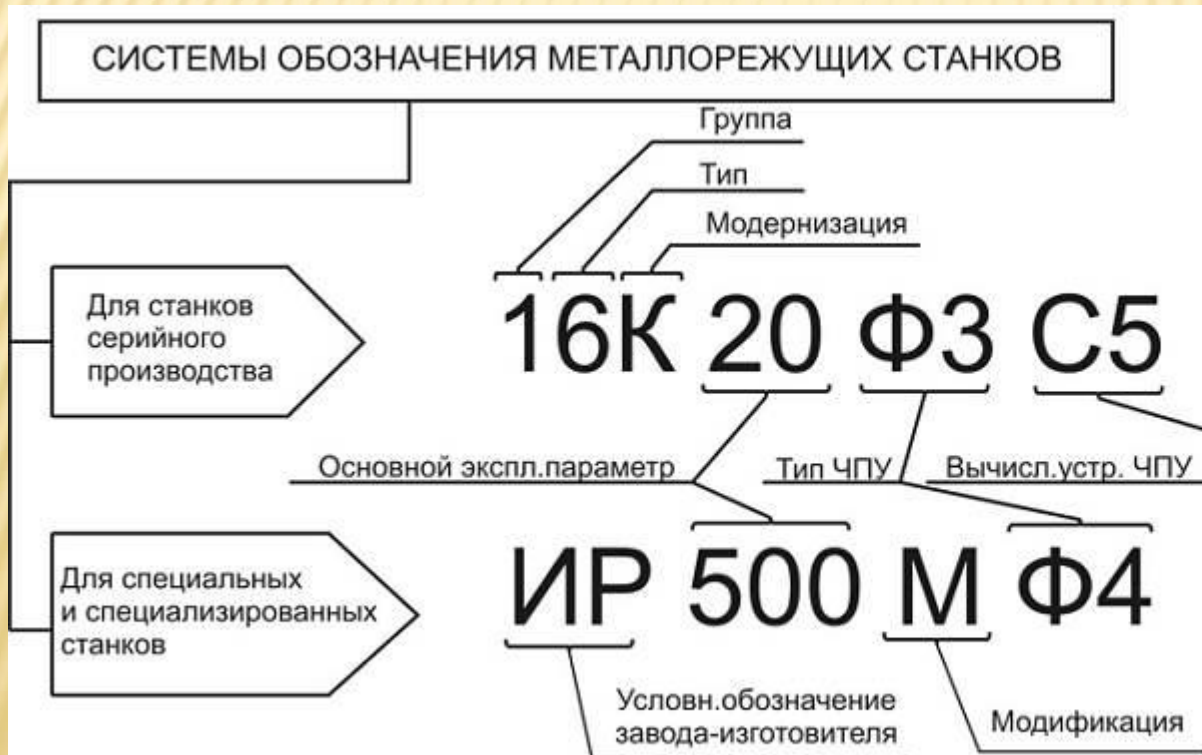 СИСТЕМЫ ОБОЗНАЧЕНИЯ МЕТАЛЛОРЕЖУЩИХ СТАНКОВ
Группа
Тип
Модернизация
Для станков
серийного
производства
16К 20 Ф3 С5
Основной экспл.параметр
Тип ЧПУ
Вычисл.устр. ЧПУ
Для специальных
и специализированных
станков
ИР 500 М Ф4
Условн.обозначение
завода-изготовителя
Модификация